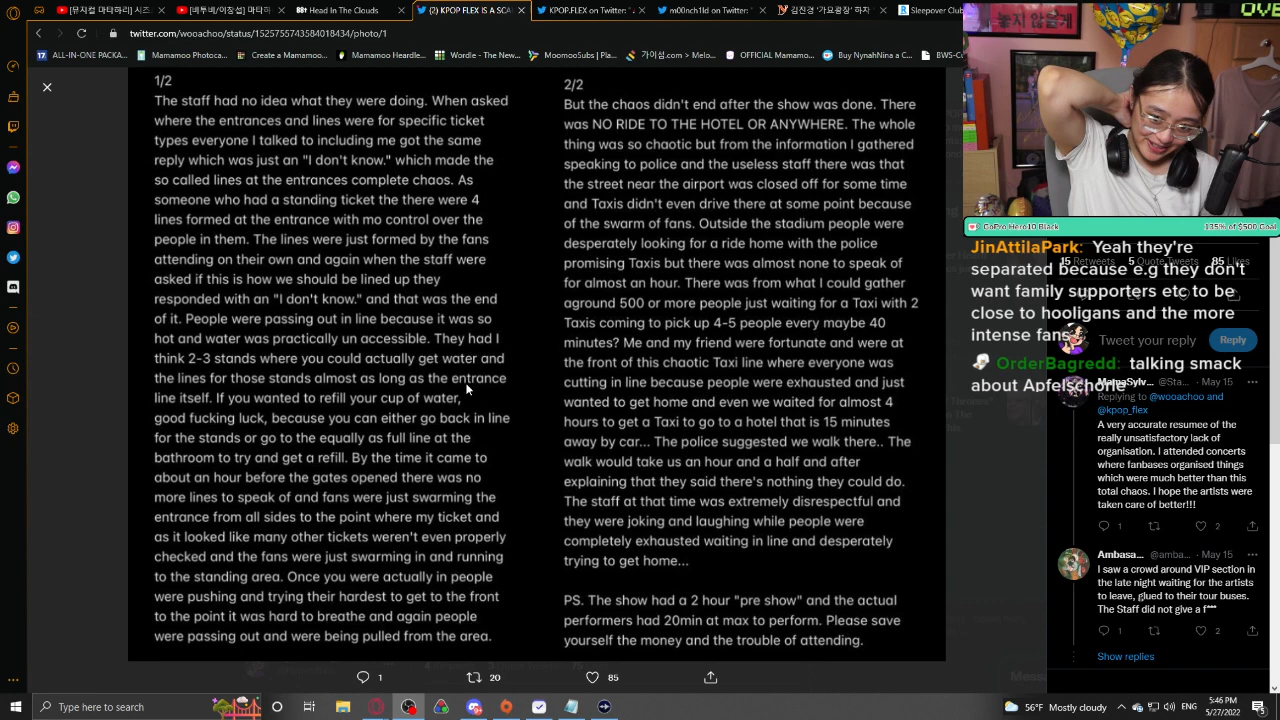 Head In The Clouds
(2) KPOP.FLEX IS A SCAM
KPOP.FLEX on Twitter: "
m00nch1ld on Twitter: "
Sleepover Club
twitter.com/wooachoo/status/1525755742584018434/photo/1
ALL-IN-ONE PACKA...
Mamamoo Photoca...
Create a Mamamoo...
Mamamoo Heardle...
Wordle - The New...
MoomooSubs | Pla...
가이섬.com > Melo...
OFFICIAL Mamamo...
Buy NynahNina a C...
BWS-C
놓지 않을게
OVE
1/2
The staff had no idea what they were doing. When asked
where the entrances and lines were for specific ticket
types everyone I talked to including me got the same
reply which was just an "I don't know." which made the
so called lines at the entrances complete chaos. As
someone who had a standing ticket the there were 4
lines formed at the entrance with mo control over the
people in them. The lines were just formed by the fans
attending on their own and again when the staff were
asked if this is how we should be lined up they
responded with an "I don't know." and that was the end
of it. People were passing out in line because it was so
hot and water was practically un accessible. They had I
think 2-3 stands where you could actually get water and
the lines for those stands almost as long as the entrance
line itself. If you wanted to refill your cup of water,
good fucking luck, because you can either go back in line
for the stands or go to the equally as full line at the
bathroom to try and get a refill. By the time it came to
about an hour before the gates opened there was no
more lines to speak of and fans were just swarming the
entrance from all sides to the point where my ticket and
as it looked like many other tickets weren't even properly
checked and the fans were just swarming in and running
to the standing area. Once you were actually in people
were pushing and trying their hardest to get to the front
to the point it was hard to breathe and again people
were passing out and were being pulled from the area.
2/2
But the chaos didn't end after the show was done. There
was NO RIDE TO THE HOTEL OR ANYWHERE. The whole
thing was so chaotic but from the information I gathered
speaking to police and the useless staff there was that
the street near the airport was closed off for some time
and Taxis didn't even drive there at some point because
of the swarm of fans. Outside the stadium people were
desperately looking for a ride home with the police
promising Taxis but there was almost none to speak of
for almost an hour. There was from what I could gather
aground 500 or more people just waiting for a Taxi with 2
Taxis coming to pick up 4-5 people every maybe 40
minutes? Me and my friend were fortunate and were at
the front of this chaotic Taxi line where everyone was
cutting in line because people were exhausted and just
wanted to get home and even we waited for almost 4
hours to get a Taxi to go to a hotel that is 15 minutes
away by car... The police suggested we walk there.. The
walk would take us an hour and a half and after
explaining that they said there's nothing they could do.
The staff at that time was extremely disrespectful and
they were joking and laughing while people were
completely exhausted waiting in line and desperately
trying to get home...
PS. The show had a 2 hour "pre show" and the actual
performers had 20min at max to perform. Please save
yourself the money and the trouble of attending.
1
20
85
GoPro Hero10 Black
135% of $500 Goal
JinAttilaPark: Yeah they're
separated because e.g they don't
want family supporters etc to be
close to hooligans and the more
intense fans
OrderBagredd: talking smack
about Apfelschorle
15 Retweets 5 Quote Tweets 85 Likes
Tweet your reply
Reply
@Sta... · May 15
Replying to @wooachoo and
@kpop_flex
A very accurate resumee of the
really unsatisfactory lack of
organisation. I attended concerts
where fanbases organised things
which were much better than this
total chaos. I hope the artists were
taken care of better!!!
1
2
Ambasa... @amba... · May 15
I saw a crowd around VIP section in
the late night waiting for the artists
to leave, glued to their tour buses.
The Staff did not give a f***
1
2
Show replies
Type here to search
56°F Mostly cloudy
ENG
5:46 PM
5/27/2022